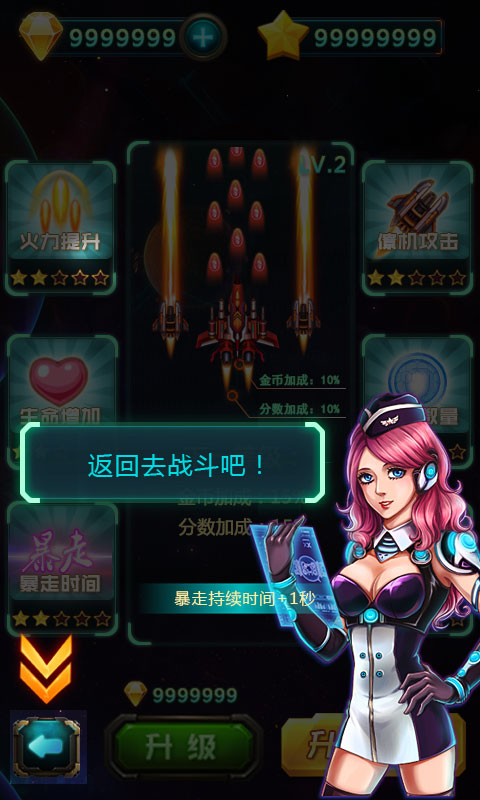 9999999
99999999
LV.2
火力提升
僚机攻击
金币加成：10%
分数加成：10%
生命增加
数量
返回去战斗吧！
金币加成：
分数加成
暴走
暴走时间
暴走持续时间+1秒
9999999
升级
升